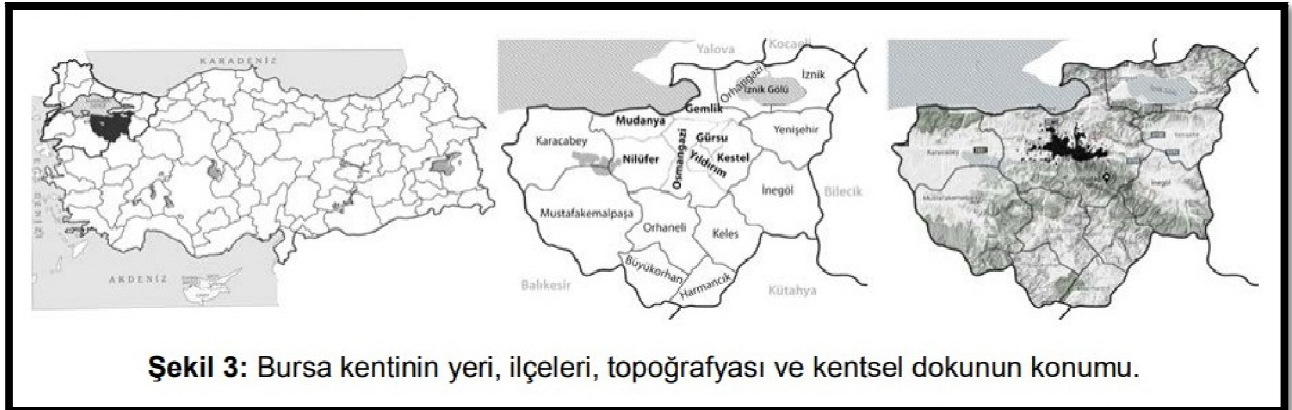 KARADENİZ
AKDENİZ
Yalova
Kocaeli
Orhangazi
İznik
İznik Gölü
Gemlik
Mudanya
Karacabey
Gürsu
Yenişehir
Nilüfer
Osmangazi
Yıldırım
Kestel
İnegöl
Bilecik
Mustafakemalpaşa
Orhaneli
Keles
Büyükorhan
Harmancık
Balıkesir
Kütahya
Karacabey
İnegöl
Şekil 3: Bursa kentinin yeri, ilçeleri, topoğrafyası ve kentsel dokunun konumu.